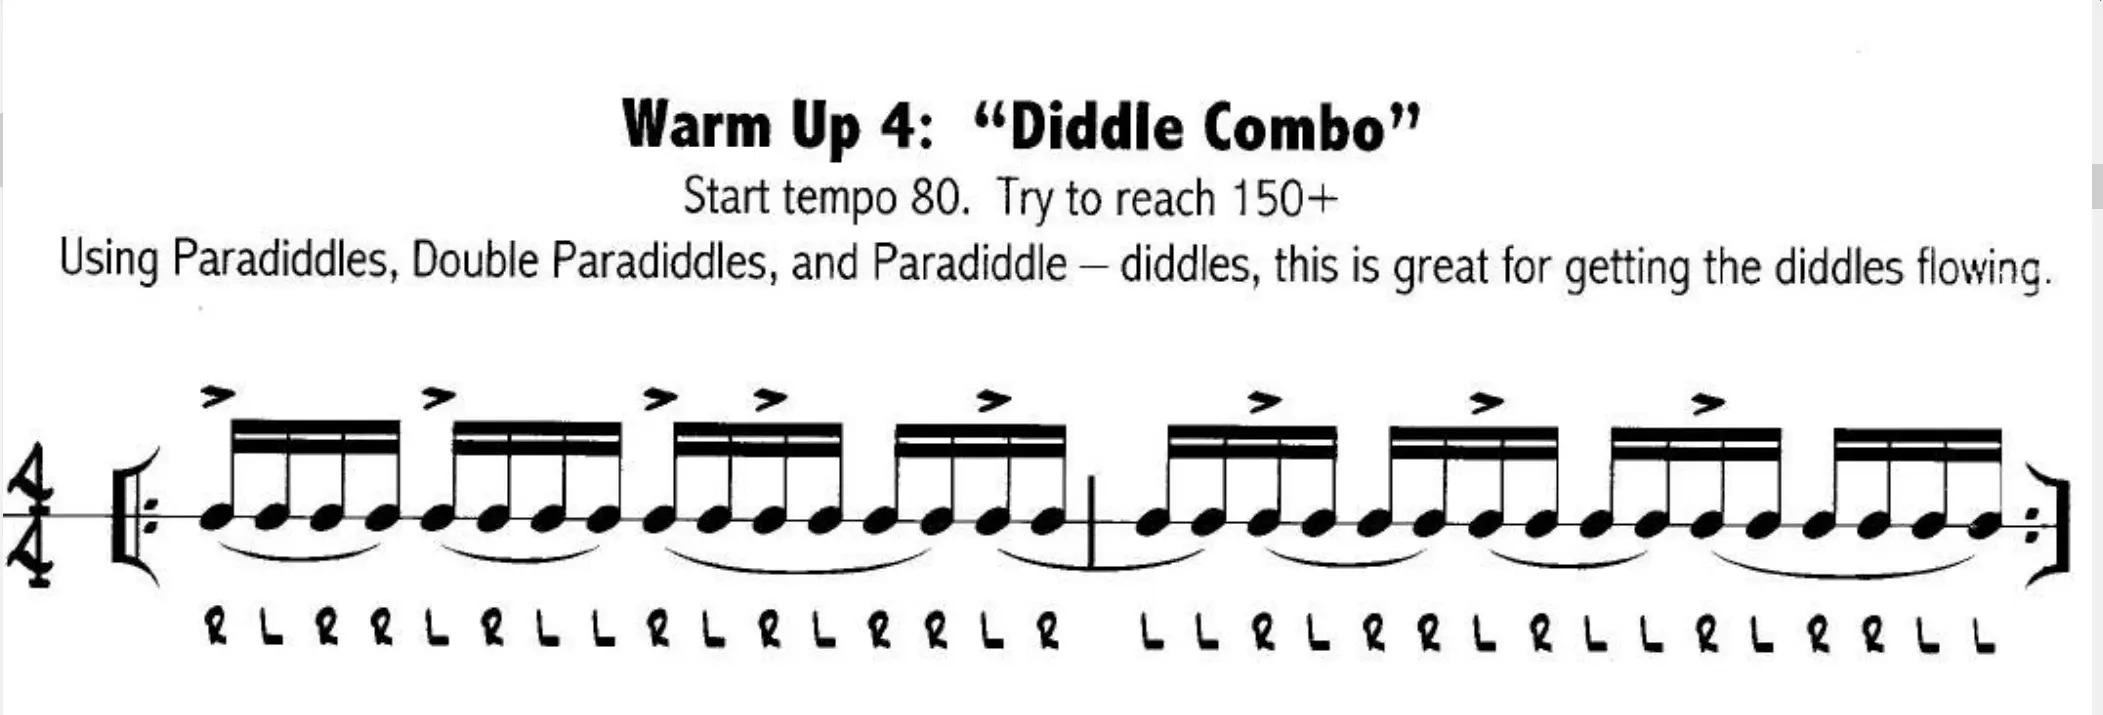 Warm Up 4: “Diddle Combo”
Start tempo 80. Try to reach 150+
Using Paradiddles, Double Paradiddles, and Paradiddle – diddles, this is great for getting the diddles flowing.
4
4
R L R R L R L L R L R L R R L R L L R L R R L R L L R L R R L L